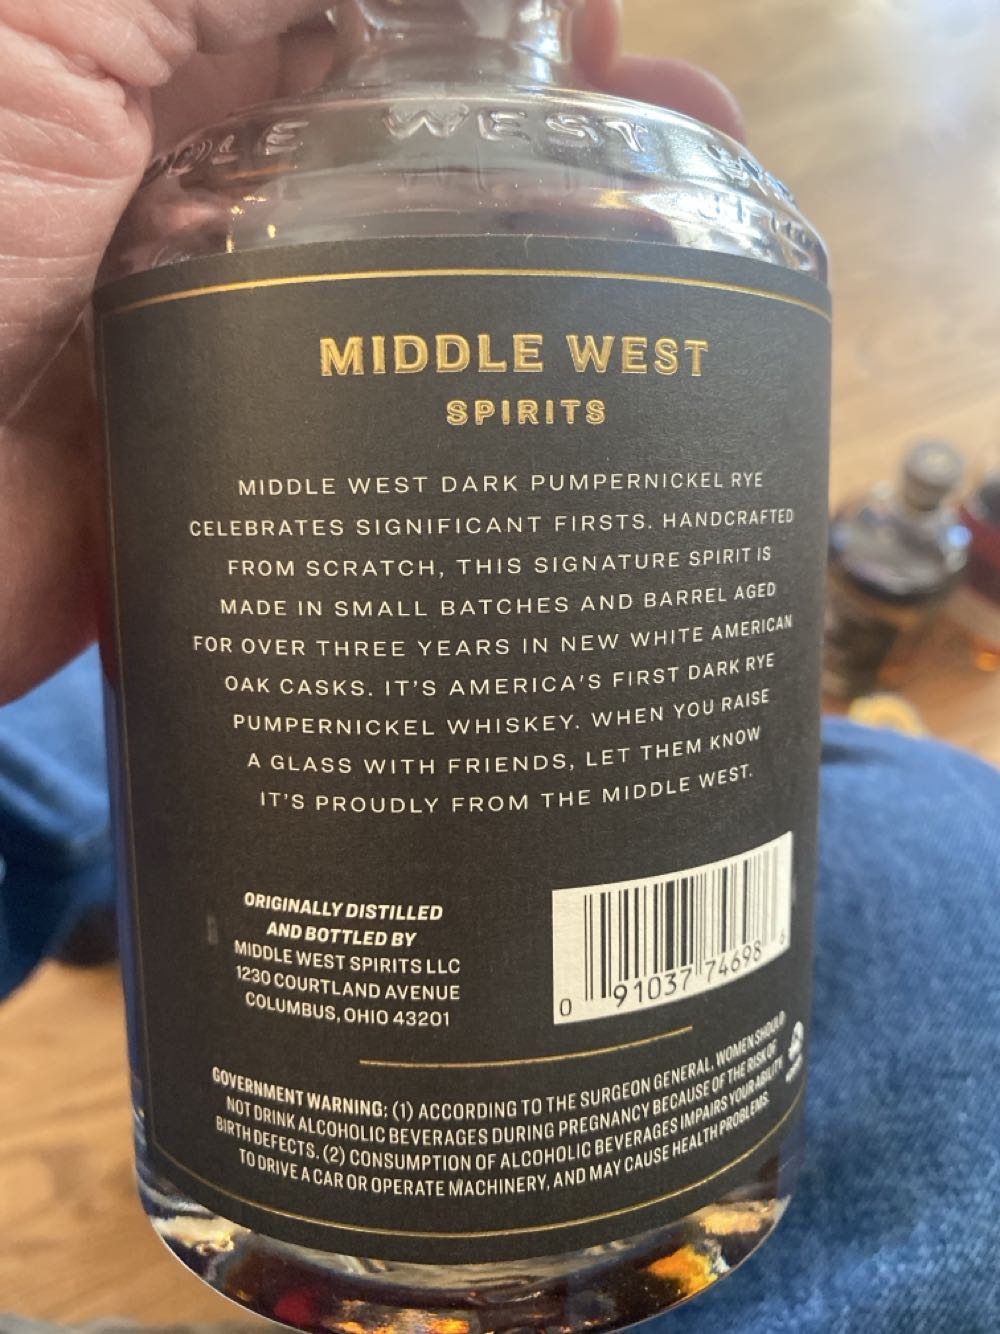 WEST
MIDDLE WEST
SPIRITS
MIDDLE WEST DARK PUMPERNICKEL RYE
CELEBRATES SIGNIFICANT FIRSTS. HANDCRAFTED
FROM SCRATCH, THIS SIGNATURE SPIRIT IS
MADE IN SMALL BATCHES AND BARREL AGED
FOR OVER THREE YEARS IN NEW WHITE AMERICAN
OAK CASKS. IT'S AMERICA'S FIRST DARK RYE
PUMPERNICKEL WHISKEY. WHEN YOU RAISE
A GLASS WITH FRIENDS, LET THEM KNOW
IT'S PROUDLY FROM THE MIDDLE WEST.
ORIGINALLY DISTILLED
AND BOTTLED BY
MIDDLE WEST SPIRITS LLC
1230 COURTLAND AVENUE
COLUMBUS, OHIO 43201
0 91037 74698 6
GOVERNMENT WARNING: (1) ACCORDING TO THE SURGEON GENERAL, WOMEN SHOULD
NOT DRINK ALCOHOLIC BEVERAGES DURING PREGNANCY BECAUSE OF THE RISK OF
BIRTH DEFECTS. (2) CONSUMPTION OF ALCOHOLIC BEVERAGES IMPAIRS YOUR ABILITY
TO DRIVE A CAR OR OPERATE MACHINERY, AND MAY CAUSE HEALTH PROBLEMS.